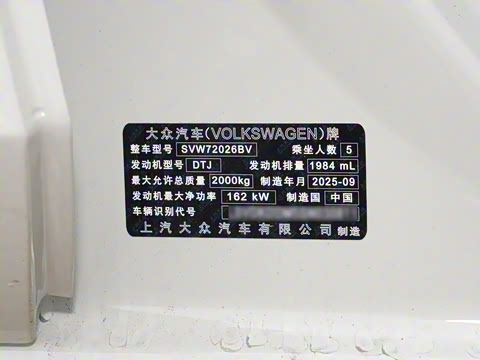 大众汽车(VOLKSWAGEN)牌
整车型号 SVW72026BV 乘坐人数 5
发动机型号 DTJ 发动机排量 1984 mL
最大允许总质量 2000kg 制造年月 2025-09
发动机最大净功率 162 kW 制造国 中国
车辆识别代号
上汽大众汽车有限公司 制造